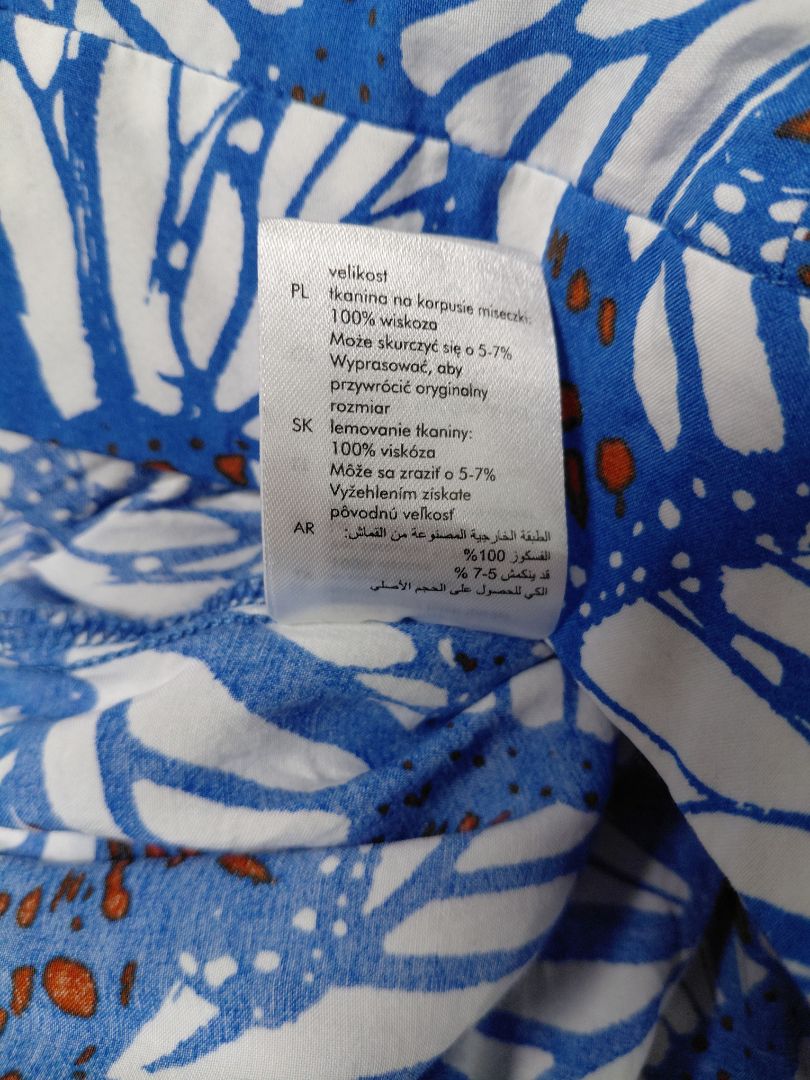 velikost
PL tkanina na korpusie miseczki:
100% wiskoza
Może skurczyć się o 5-7%
Wyprasować, aby
przywrócić oryginalny
rozmiar
SK lemovanie tkaniny:
100% viskóza
Môže sa zraziť o 5-7%
Vyžehlením získate
pôvodnú veľkosť
AR الطبقة الخارجية المصنوعة من القماش:
الفسكوز 100%
قد ينكمش 5-7 %
الكي للحصول على الحجم الأصلي